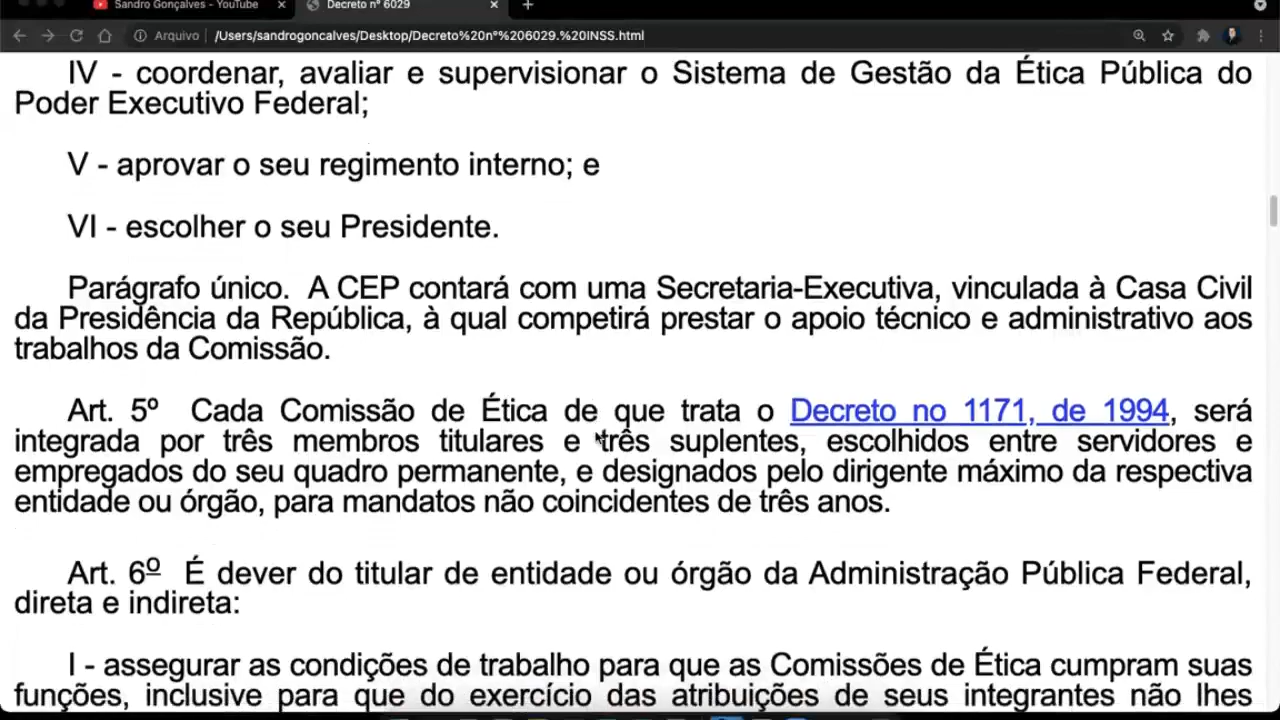 Sandro Gonçalves - YouTube
Decreto nº 6029
Arquivo | /Users/sandrogoncalves/Desktop/Decreto%20n°%206029.%20INSS.html
IV - coordenar, avaliar e supervisionar o Sistema de Gestão da Ética Pública do
Poder Executivo Federal;
V - aprovar o seu regimento interno; e
VI - escolher o seu Presidente.
Parágrafo único. A CEP contará com uma Secretaria-Executiva, vinculada à Casa Civil
da Presidência da República, à qual competirá prestar o apoio técnico e administrativo aos
trabalhos da Comissão.
Art. 5º Cada Comissão de Ética de que trata o Decreto no 1171, de 1994, será
integrada por três membros titulares e três suplentes, escolhidos entre servidores e
empregados do seu quadro permanente, e designados pelo dirigente máximo da respectiva
entidade ou órgão, para mandatos não coincidentes de três anos.
Art. 6º É dever do titular de entidade ou órgão da Administração Pública Federal,
direta e indireta:
I - assegurar as condições de trabalho para que as Comissões de Ética cumpram suas
funções, inclusive para que do exercício das atribuições de seus integrantes não lhes